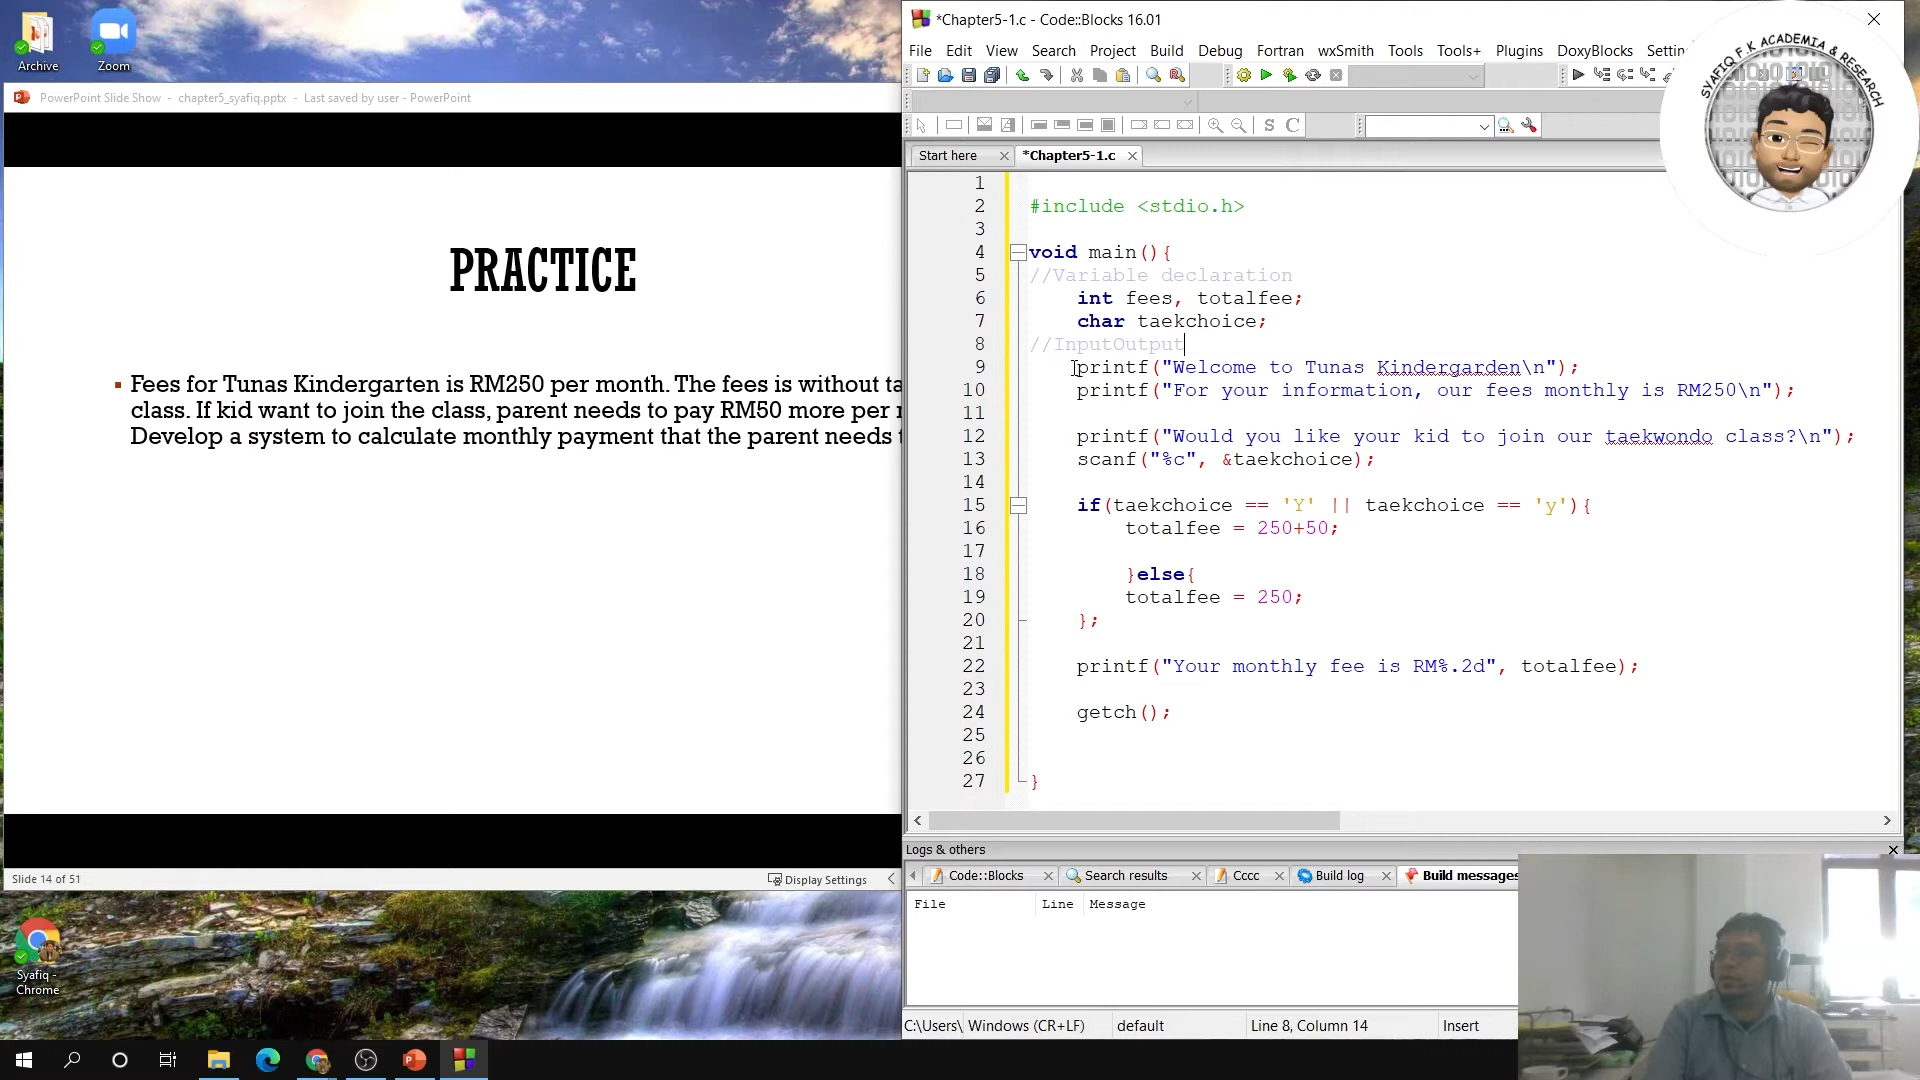 Archive
Zoom
PowerPoint Slide Show - chapter5_syafiq.pptx - Last saved by user - PowerPoint
PRACTICE
Fees for Tunas Kindergarten is RM250 per month. The fees is without ta
class. If kid want to join the class, parent needs to pay RM50 more per
Develop a system to calculate monthly payment that the parent needs
Slide 14 of 51
Display Settings
Syafiq -
Chrome
*Chapter5-1.c - Code::Blocks 16.01
File Edit View Search Project Build Debug Fortran wxSmith Tools Tools+ Plugins DoxyBlocks Settin
SYAFIQ F.K ACADEMIA & RESEARCH
Start here
*Chapter5-1.c
1
2 #include <stdio.h>
3
4 void main(){
5 //Variable declaration
6 int fees, totalfee;
7 char taekchoice;
8 //InputOutput
9 printf("Welcome to Tunas Kindergarden\n");
10 printf("For your information, our fees monthly is RM250\n");
11
12 printf("Would you like your kid to join our taekwondo class?\n");
13 scanf("%c", &taekchoice);
14
15 if(taekchoice == 'Y' || taekchoice == 'y'){
16 totalfee = 250+50;
17
18 }else{
19 totalfee = 250;
20 };
21
22 printf("Your monthly fee is RM%.2d", totalfee);
23
24 getch();
25
26
27 }
Logs & others
Code::Blocks
Search results
Cccc
Build log
Build messages
File Line Message
C:\Users\ Windows (CR+LF) default Line 8, Column 14 Insert